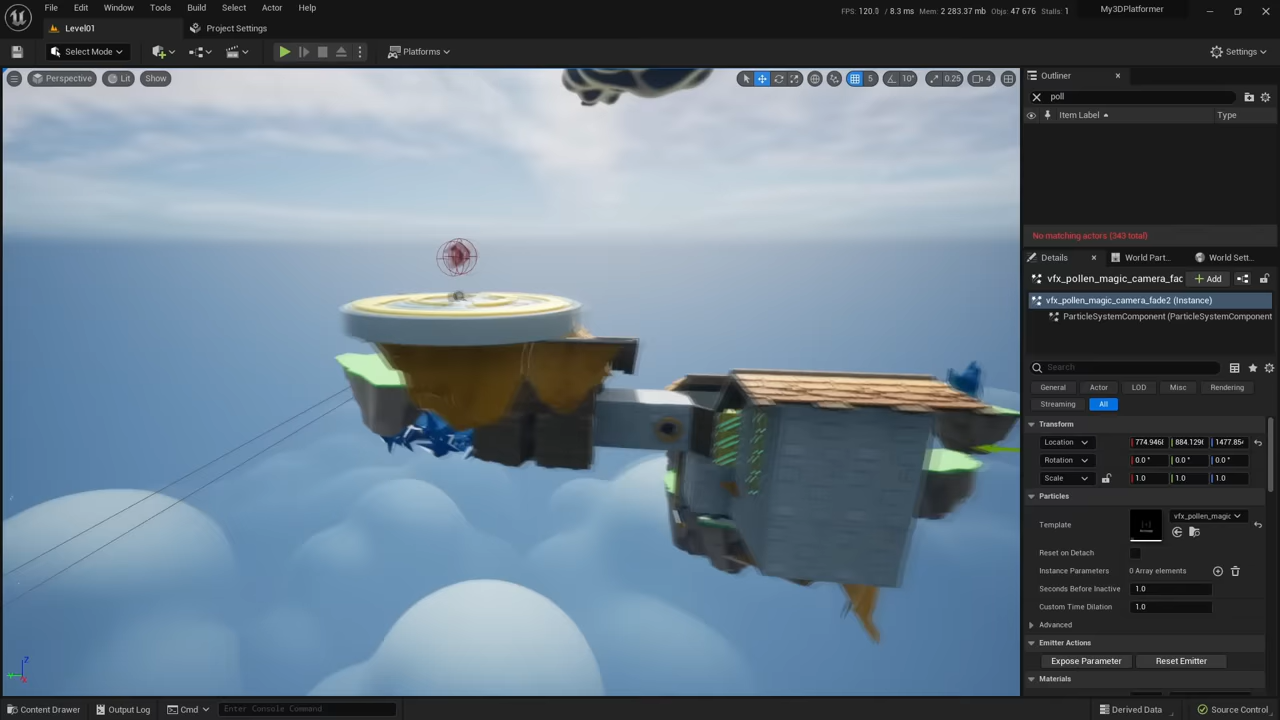 File Edit Window Tools Build Select Actor Help
FPS: 120.1 / 8.3 ms Mem: 2 283.37 mb Objs: 47 676 Stalls: 1
My3DPlatformer
Level01
Project Settings
Select Mode
Platforms
Settings
Perspective
Lit
Show
5
10°
0.25
4
Outliner
poll
Item Label
Type
No matching actors (343 total)
Details
World Part..
World Sett..
vfx_pollen_magic_camera_fac
Add
vfx_pollen_magic_camera_fade2 (Instance)
ParticleSystemComponent (ParticleSystemComponent
Search
General
Actor
LOD
Misc
Rendering
Streaming
All
Transform
Location
774.946
884.129
1477.85
Rotation
0.0 °
0.0 °
0.0 °
Scale
1.0
1.0
1.0
Particles
Template
vfx_pollen_magic
Reset on Detach
Instance Parameters
0 Array elements
Seconds Before Inactive
1.0
Custom Time Dilation
1.0
Advanced
Emitter Actions
Expose Parameter
Reset Emitter
Materials
Content Drawer
Output Log
Cmd
Enter Console Command
Derived Data
Source Control
Z
Y